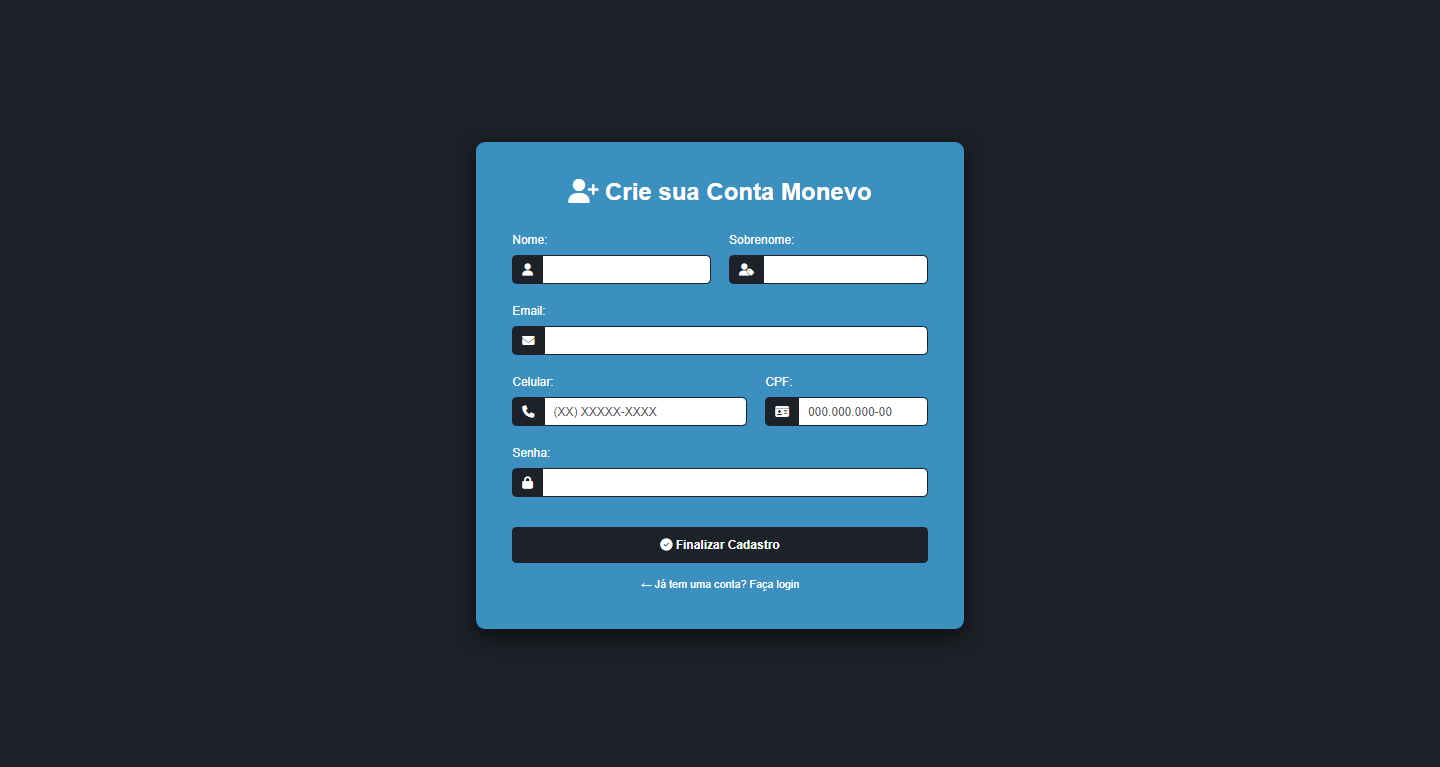 Crie sua Conta Monevo
Nome: Sobrenome:
Email:
Celular: CPF:
(XX) XXXXX-XXXX 000.000.000-00
Senha:
Finalizar Cadastro
← Já tem uma conta? Faça login